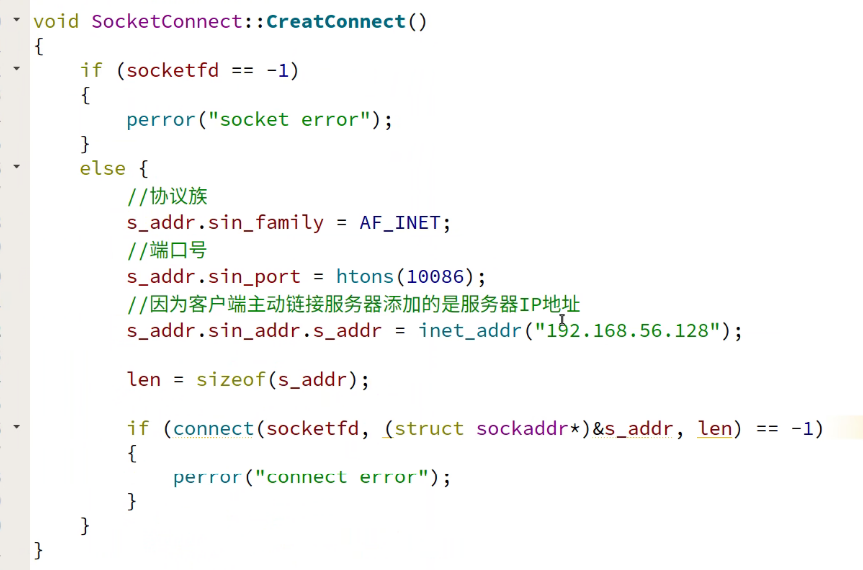 void SocketConnect::CreatConnect()
{
if (socketfd == -1)
{
perror("socket error");
}
else {
//协议族
s_addr.sin_family = AF_INET;
//端口号
s_addr.sin_port = htons(10086);
//因为客户端主动链接服务器添加的是服务器IP地址
s_addr.sin_addr.s_addr = inet_addr("192.168.56.128");
len = sizeof(s_addr);
if (connect(socketfd, (struct sockaddr*)&s_addr, len) == -1)
{
perror("connect error");
}
}
}